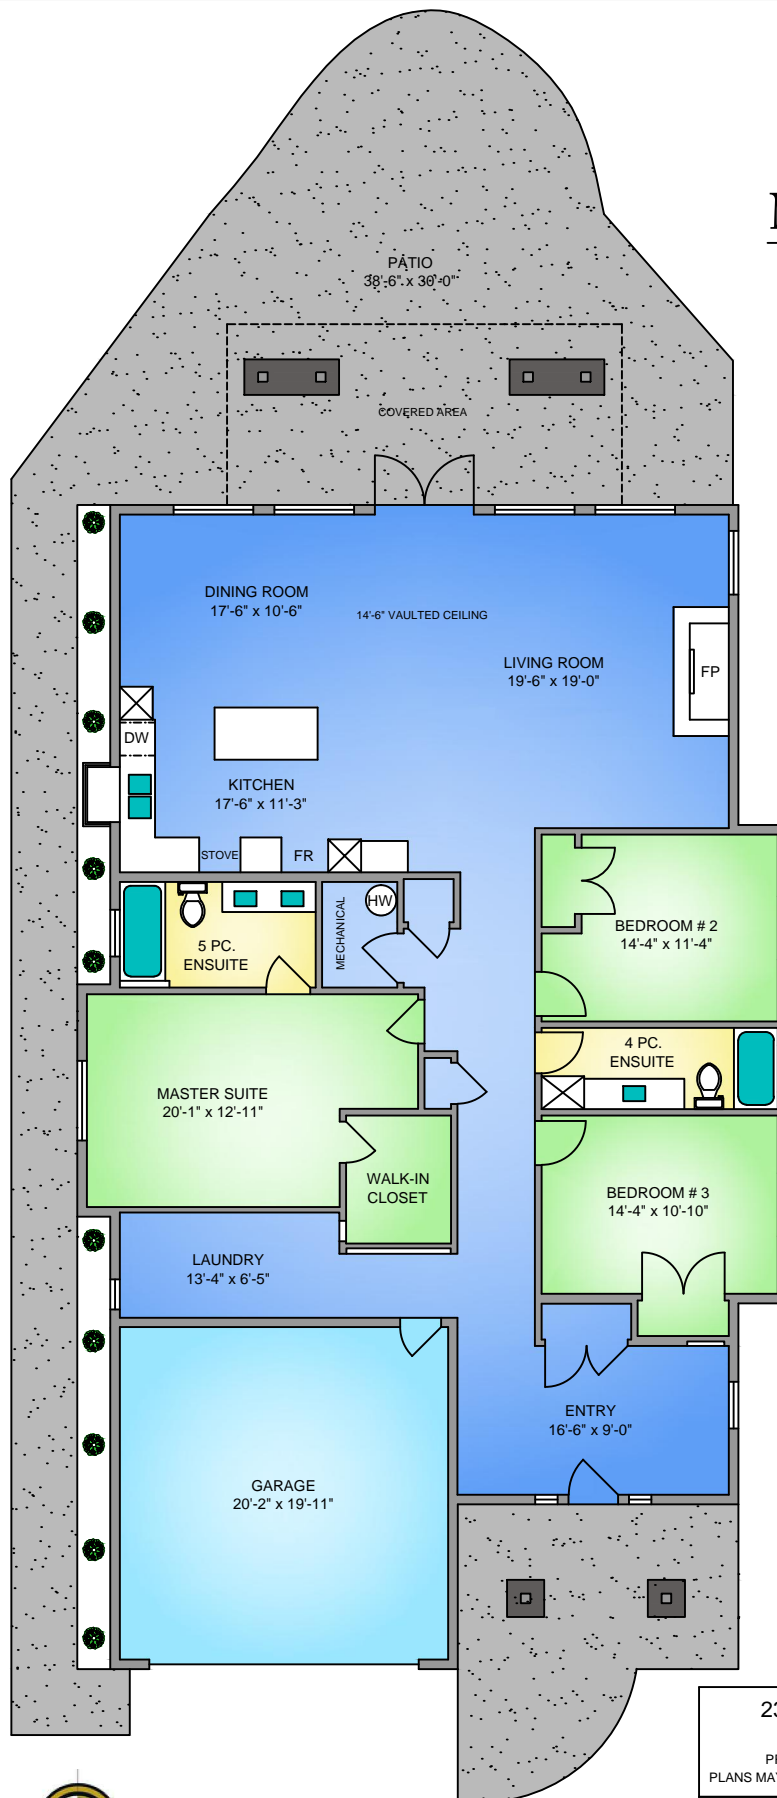 PATIO
38'-6" x 30'-0"
COVERED AREA
DINING ROOM
17'-6" x 10'-6"
14'-6" VAULTED CEILING
LIVING ROOM
19'-6" x 19'-0"
FP
DW
KITCHEN
17'-6" x 11'-3"
STOVE
FR
HW
MECHANICAL
5 PC.
ENSUITE
BEDROOM # 2
14'-4" x 11'-4"
4 PC.
ENSUITE
MASTER SUITE
20'-1" x 12'-11"
WALK-IN
CLOSET
BEDROOM # 3
14'-4" x 10'-10"
LAUNDRY
13'-4" x 6'-5"
ENTRY
16'-6" x 9'-0"
GARAGE
20'-2" x 19'-11"
23
PLANS MAY